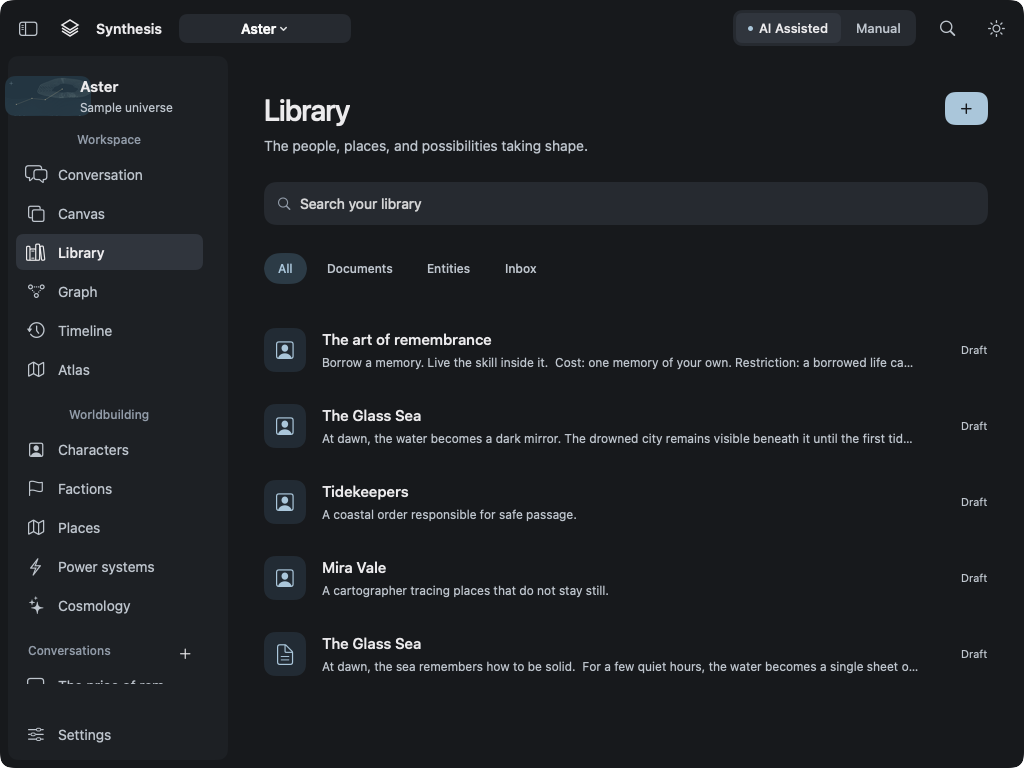 Synthesis
Aster
AI Assisted
Manual
Aster
Sample universe
Workspace
Conversation
Canvas
Library
Graph
Timeline
Atlas
Worldbuilding
Characters
Factions
Places
Power systems
Cosmology
Conversations
The price of rem
Settings
Library
The people, places, and possibilities taking shape.
Search your library
All
Documents
Entities
Inbox
The art of remembrance
Borrow a memory. Live the skill inside it.  Cost: one memory of your own. Restriction: a borrowed life ca...
Draft
The Glass Sea
At dawn, the water becomes a dark mirror. The drowned city remains visible beneath it until the first tid...
Draft
Tidekeepers
A coastal order responsible for safe passage.
Draft
Mira Vale
A cartographer tracing places that do not stay still.
Draft
The Glass Sea
At dawn, the sea remembers how to be solid.  For a few quiet hours, the water becomes a single sheet o...
Draft